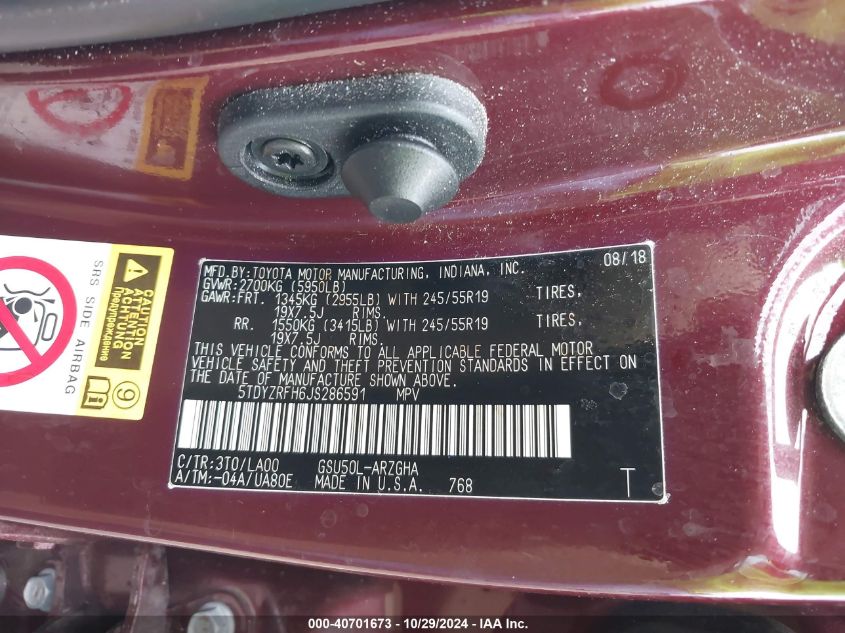 MFD.BY:TOYOTA MOTOR MANUFACTURING, INDIANA, INC. 08/18
GVWR:2700KG (5950LB)
GAWR:FRT. 1345KG (2955LB) WITH 245/55R19 TIRES,
19X7.5J RIMS.
RR. 1550KG (3415LB) WITH 245/55R19 TIRES,
19X7.5J RIMS.
THIS VEHICLE CONFORMS TO ALL APPLICABLE FEDERAL MOTOR
VEHICLE SAFETY AND THEFT PREVENTION STANDARDS IN EFFECT ON
THE DATE OF MANUFACTURE SHOWN ABOVE.
5TDYZRFH6JS286591 MPV
C/TR:3T0/LA00 GSU50L-ARZGHA
A/TM:-04A/UA80E MADE IN U.S.A. 768 T
SRS SIDE AIRBAG
CAUTION
ATTENTION
ACHTUNG
Предупреждение
9
000-40701673 - 10/29/2024 - IAA Inc.